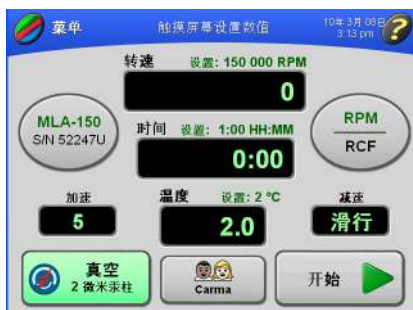 菜单
触摸屏幕设置数值
10年 3月 08日
3:13 pm
?
转速 设置: 150 000 RPM
0
MLA-150
S/N 52247U
时间 设置: 1:00 HH:MM
0:00
RPM
RCF
加速
5
温度 设置: 2 °C
2.0
减速
滑行
真空
2 微米汞柱
Carma
开始